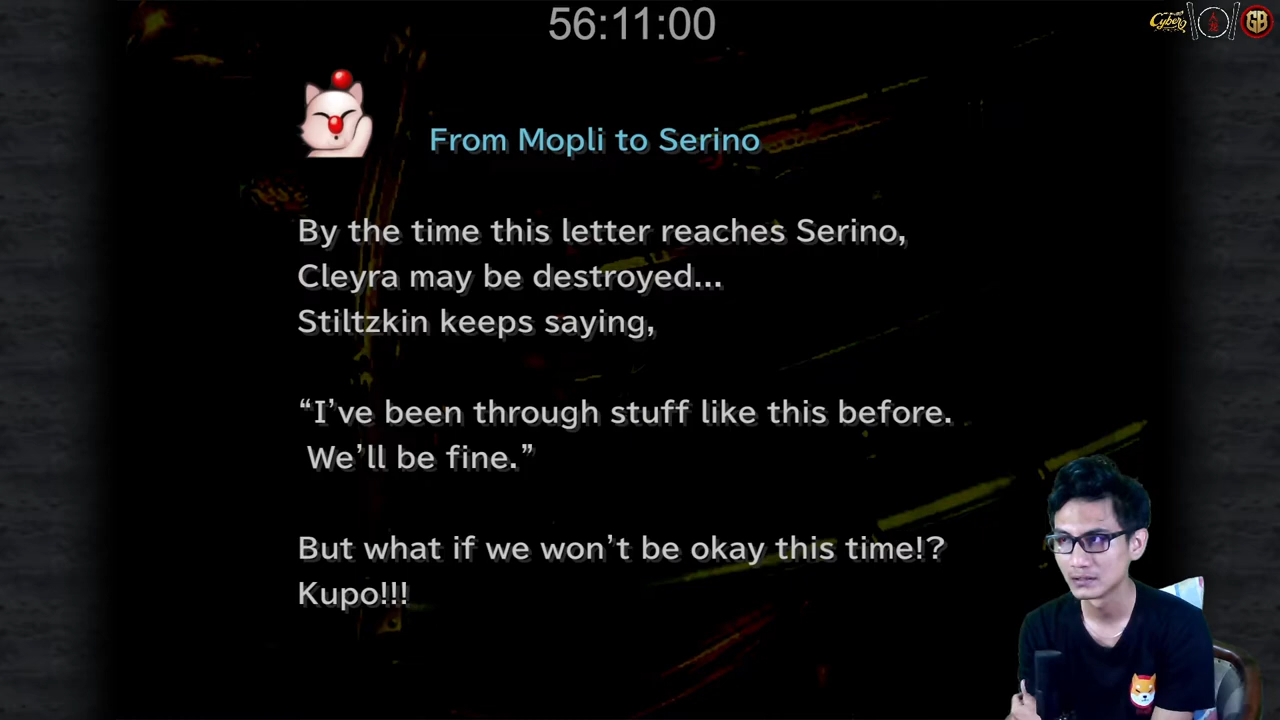 56:11:00
Cyber
GB
From Mopli to Serino
By the time this letter reaches Serino,
Cleyra may be destroyed...
Stiltzkin keeps saying,
“I’ve been through stuff like this before.
We’ll be fine.”
But what if we won’t be okay this time!?
Kupo!!!